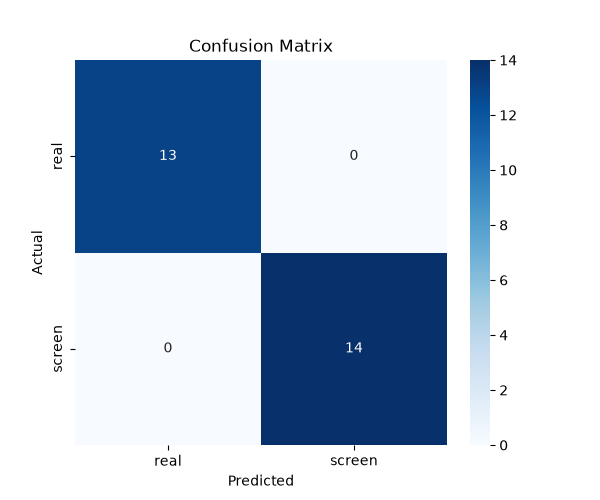 Confusion Matrix
14
real
13
0
12
10
Actual
8
6
screen
0
14
4
2
0
real
screen
Predicted